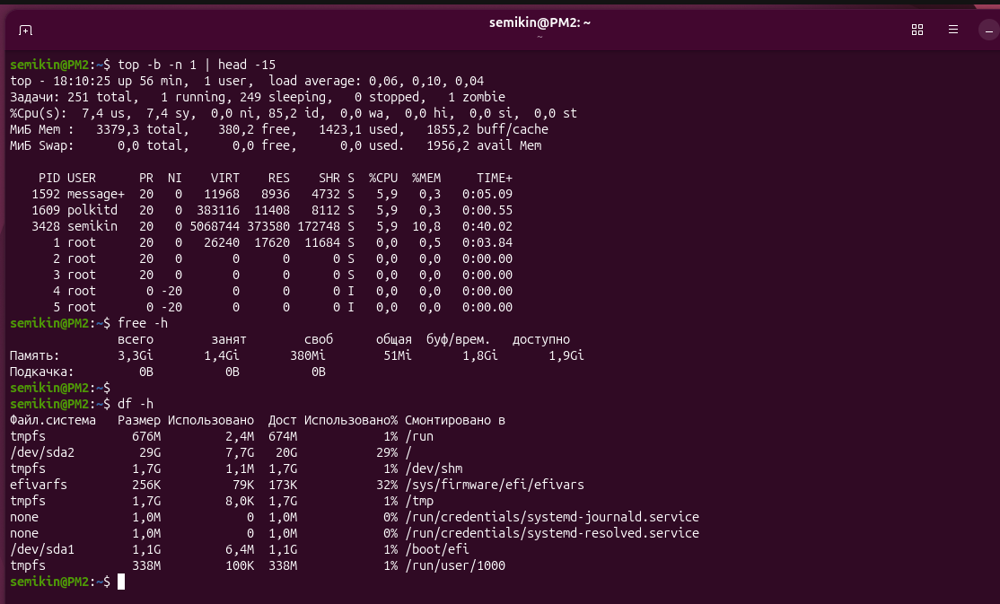 semikin@PM2: ~
~
semikin@PM2:~$ top -b -n 1 | head -15
top - 18:10:25 up 56 min,  1 user,  load average: 0,06, 0,10, 0,04
Задачи: 251 total,   1 running, 249 sleeping,   0 stopped,   1 zombie
%Cpu(s):  7,4 us,  7,4 sy,  0,0 ni, 85,2 id,  0,0 wa,  0,0 hi,  0,0 si,  0,0 st
МиБ Mem :   3379,3 total,    380,2 free,   1423,1 used,   1855,2 buff/cache
МиБ Swap:      0,0 total,      0,0 free,      0,0 used.   1956,2 avail Mem

    PID USER      PR  NI    VIRT    RES    SHR S  %CPU  %MEM     TIME+
   1592 message+  20   0   11968   8936   4732 S   5,9   0,3   0:05.09
   1609 polkitd   20   0  383116  11408   8112 S   5,9   0,3   0:00.55
   3428 semikin   20   0 5068744 373580 172748 S   5,9  10,8   0:40.02
      1 root      20   0   26240  17620  11684 S   0,0   0,5   0:03.84
      2 root      20   0       0      0      0 S   0,0   0,0   0:00.00
      3 root      20   0       0      0      0 S   0,0   0,0   0:00.00
      4 root       0 -20       0      0      0 I   0,0   0,0   0:00.00
      5 root       0 -20       0      0      0 I   0,0   0,0   0:00.00
semikin@PM2:~$ free -h
               всего        занят        своб      общая  буф/врем.   доступно
Память:        3,3Gi       1,4Gi       380Mi        51Mi       1,8Gi       1,9Gi
Подкачка:         0B          0B          0B
semikin@PM2:~$
semikin@PM2:~$ df -h
Файл.система   Размер Использовано  Дост Использовано% Смонтировано в
tmpfs            676M         2,4M  674M            1% /run
/dev/sda2         29G         7,7G   20G           29% /
tmpfs            1,7G         1,1M  1,7G            1% /dev/shm
efivarfs         256K          79K  173K           32% /sys/firmware/efi/efivars
tmpfs            1,7G         8,0K  1,7G            1% /tmp
none             1,0M            0  1,0M            0% /run/credentials/systemd-journald.service
none             1,0M            0  1,0M            0% /run/credentials/systemd-resolved.service
/dev/sda1        1,1G         6,4M  1,1G            1% /boot/efi
tmpfs            338M         100K  338M            1% /run/user/1000
semikin@PM2:~$